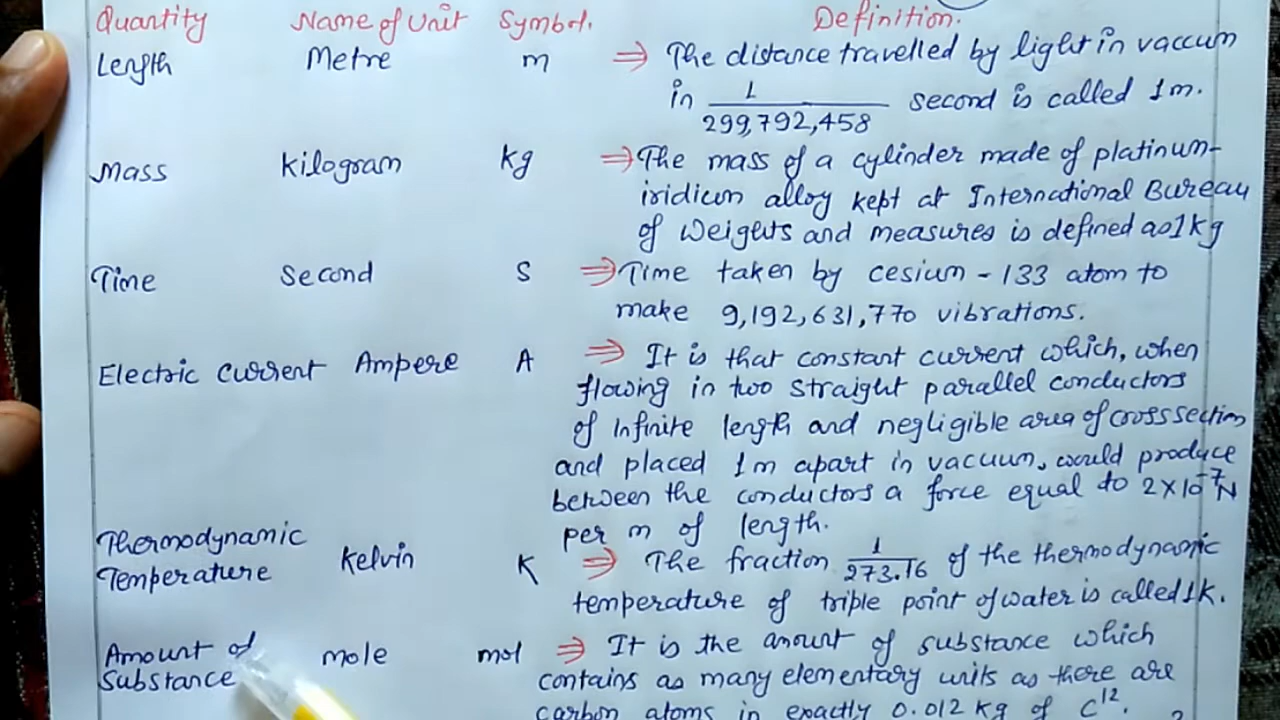 Quantity Name of Unit Symbol. Definition.
Length Metre m ⇒ The distance travelled by light in vaccum
in 1/299,792,458 second is called 1m.
Mass kilogram kg ⇒ The mass of a cylinder made of platinum-
iridium alloy kept at International Bureau
of Weights and measures is defined as 1kg
Time Second S ⇒ Time taken by cesium - 133 atom to
make 9,192,631,770 vibrations.
Electric current Ampere A ⇒ It is that constant current which, when
flowing in two straight parallel conductors
of Infinite length and negligible area of cross section
and placed 1m apart in vacuum, would produce
between the conductors a force equal to 2×10⁻⁷N
per m of length.
Thermodynamic
Temperature Kelvin K ⇒ The fraction 1/273.16 of the thermodynamic
temperature of triple point of water is called 1k.
Amount of
Substance mole mol ⇒ It is the amount of substance which
contains as many elementary units as there are
carbon atoms in exactly 0.012 kg of C¹².